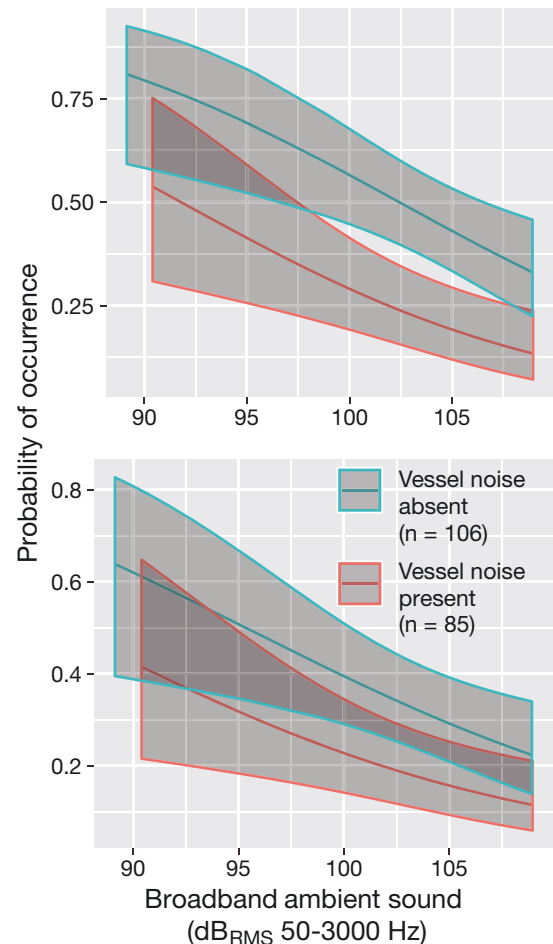 Probability of occurrence
0.75
0.50
0.25
90 95 100 105
0.8
0.6
0.4
0.2
Vessel noise
absent
(n = 106)
Vessel noise
present
(n = 85)
90 95 100 105
Broadband ambient sound
(dBRMS 50-3000 Hz)